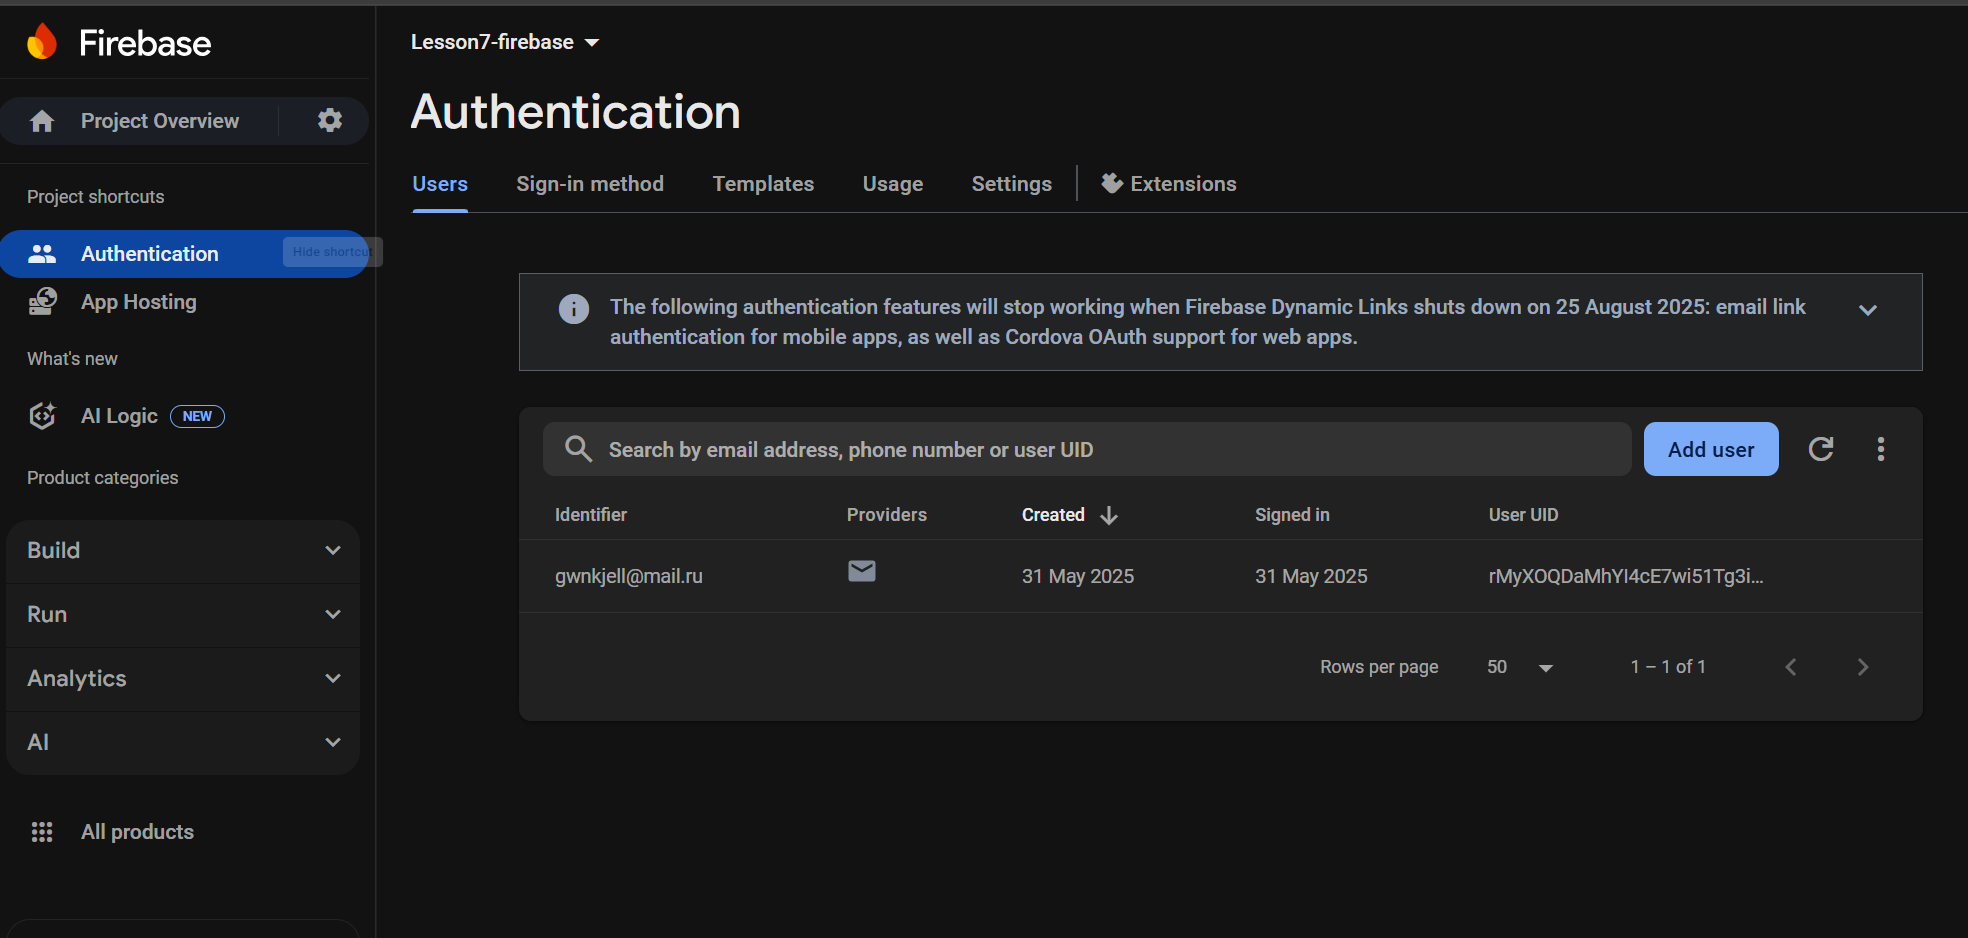 Firebase
Project Overview
Project shortcuts
Authentication
Hide shortcut
App Hosting
What's new
AI Logic
NEW
Product categories
Build
Run
Analytics
AI
All products
Lesson7-firebase
Authentication
Users
Sign-in method
Templates
Usage
Settings
Extensions
The following authentication features will stop working when Firebase Dynamic Links shuts down on 25 August 2025: email link
authentication for mobile apps, as well as Cordova OAuth support for web apps.
Search by email address, phone number or user UID
Add user
Identifier Providers Created Signed in User UID
gwnkjell@mail.ru 31 May 2025 31 May 2025 rMyXOQDaMhYI4cE7wi51Tg3i...
Rows per page 50 1 – 1 of 1